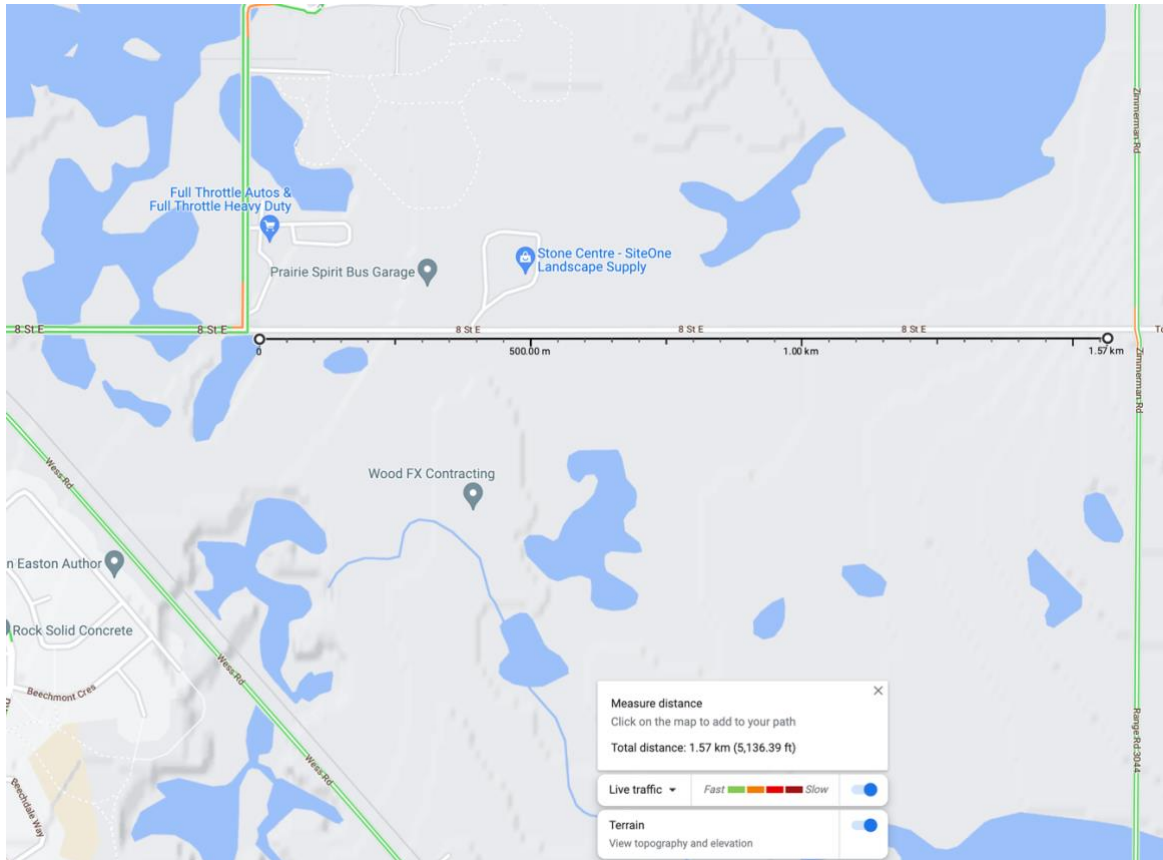 Zimmerman Rd
Full Throttle Autos &
Full Throttle Heavy Duty
Stone Centre - SiteOne
Landscape Supply
Prairie Spirit Bus Garage
8 St E
8 St E
8 St E
8 St E
8 St E
0
500.00 m
1.00 km
1.57 km
Zimmerman Rd
Wess Rd
Wood FX Contracting
n Easton Author
Rock Solid Concrete
Wess Rd
Beechmont Cres
Measure distance
Click on the map to add to your path
Total distance: 1.57 km (5,136.39 ft)
Range Rd 3044
Wess Rd
Live traffic
Fast
Slow
Beechdale Way
Terrain
View topography and elevation